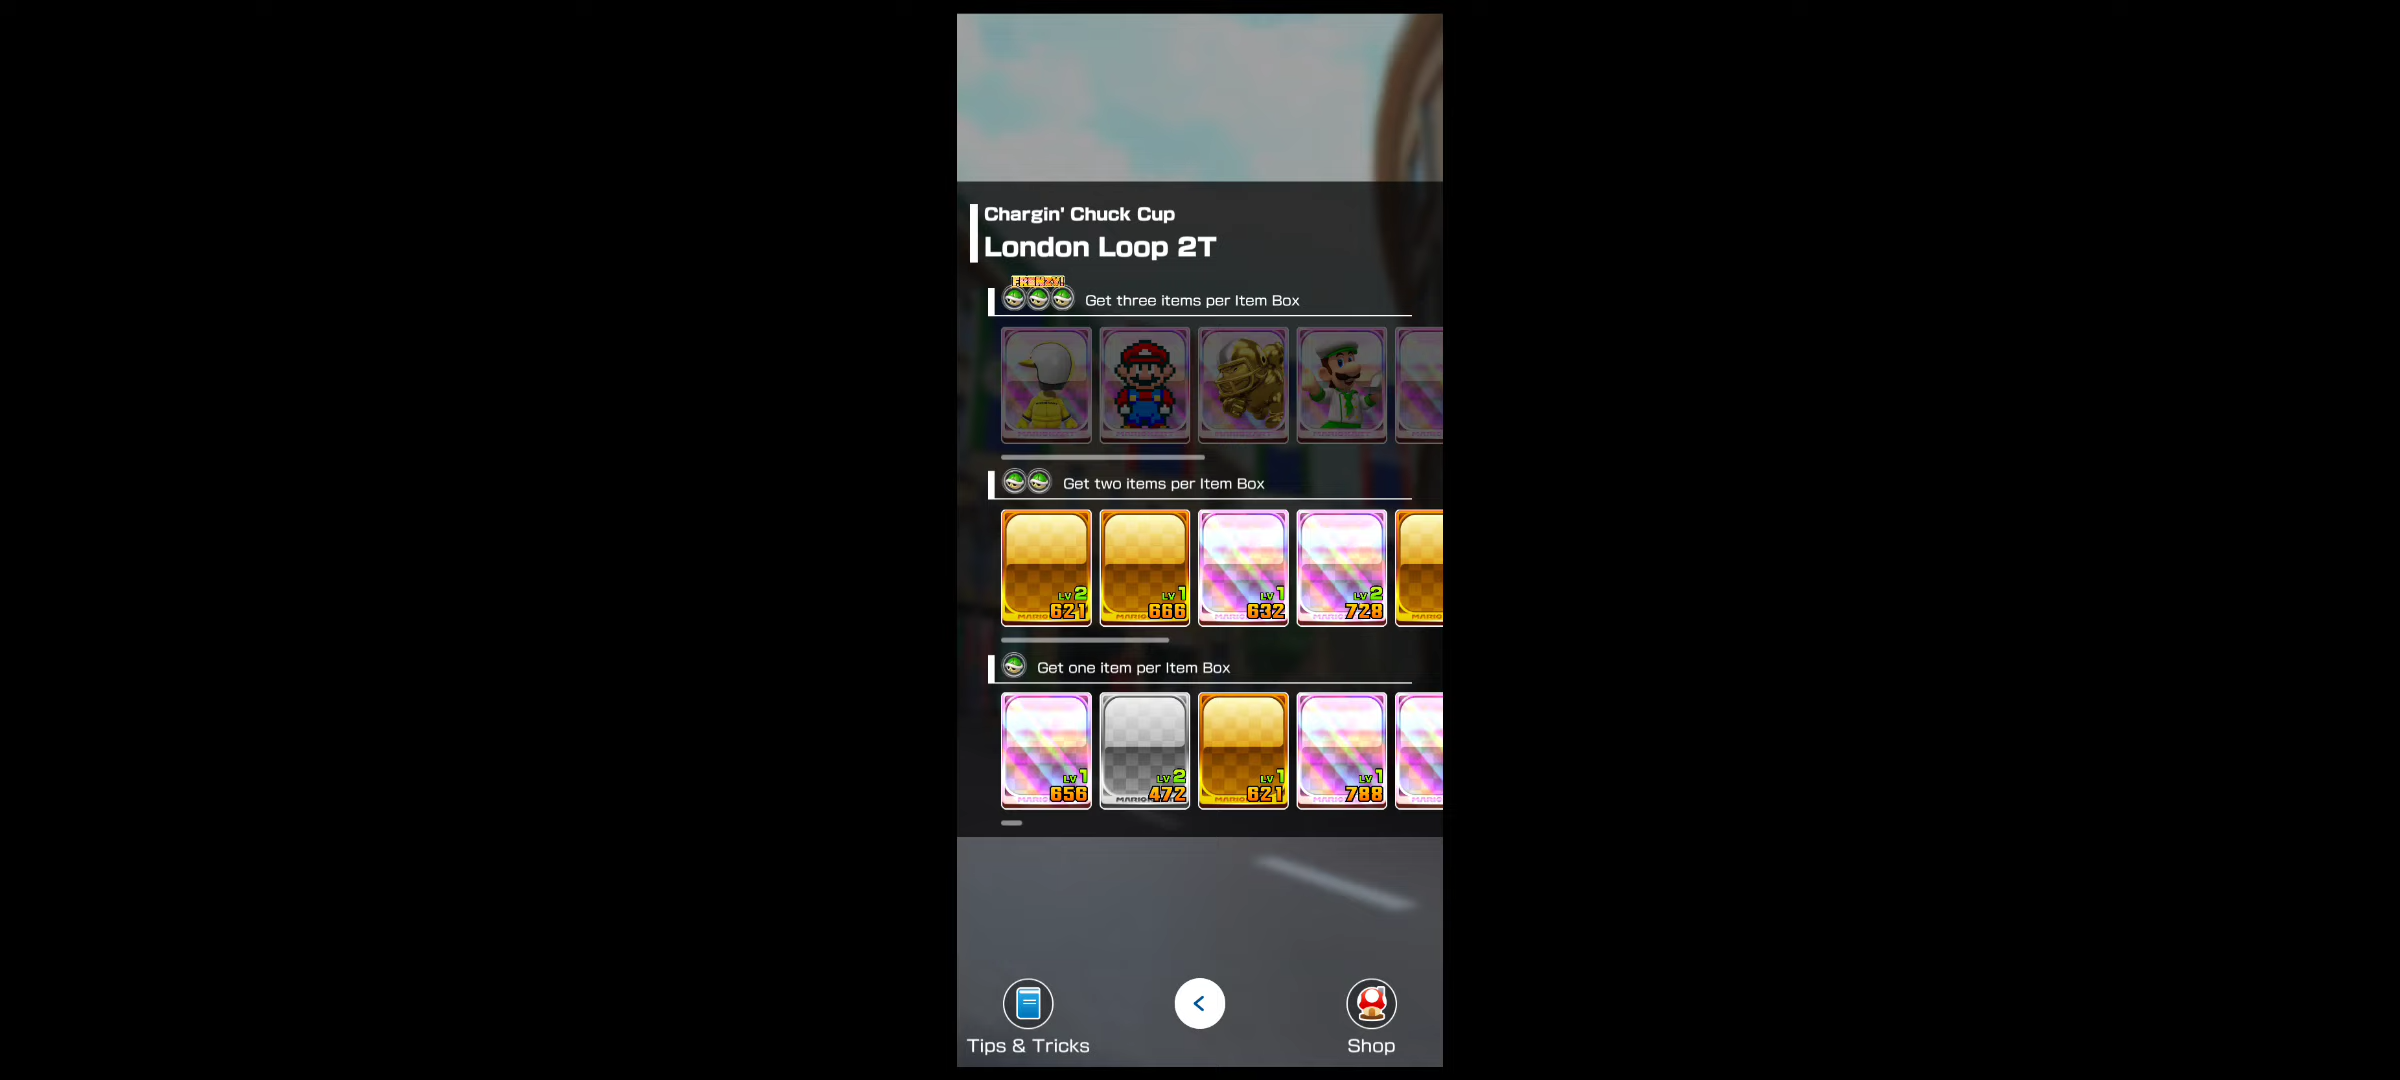 Chargin' Chuck Cup
London Loop 2T
FRENZY!
Get three items per Item Box
Get two items per Item Box
LV 2 LV 1 LV 1 LV 2
621 666 632 728
Get one item per Item Box
LV 1 LV 2 LV 1 LV 1
656 472 621 788
Tips & Tricks
Shop